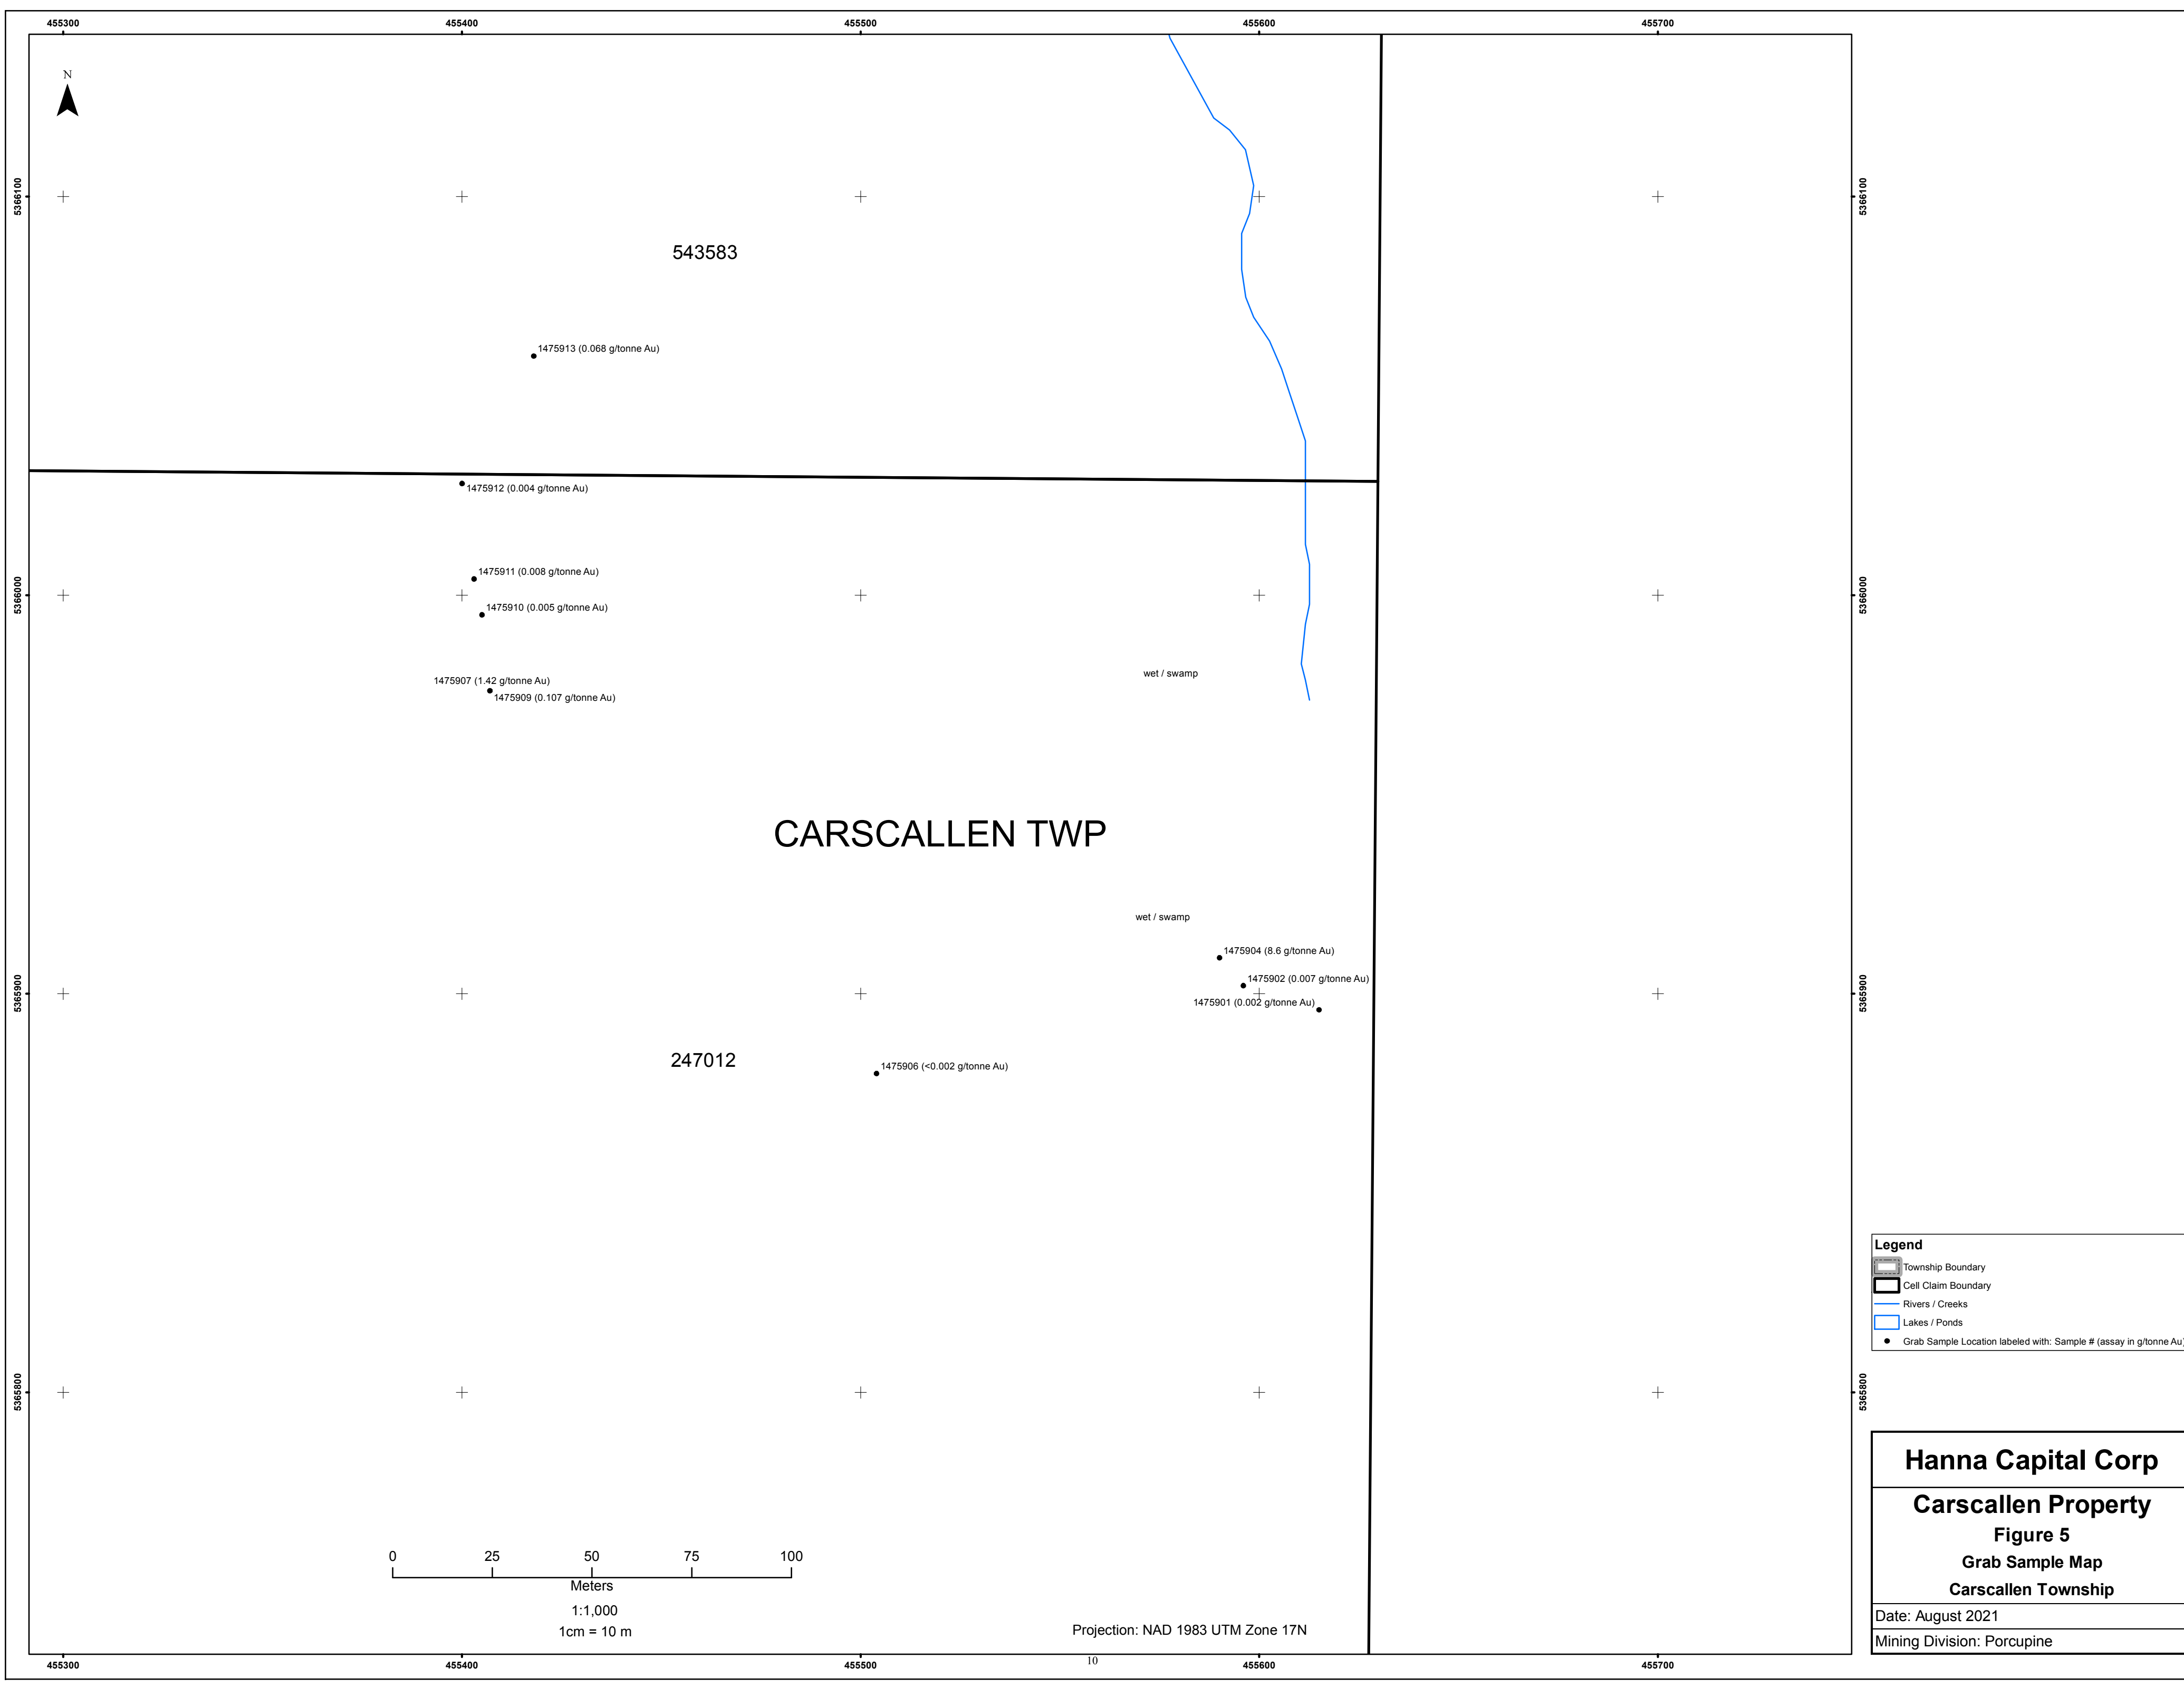 455300
455400
455500
455600
455700
N
5366100
5366100
543583
1475913 (0.068 g/tonne Au)
1475912 (0.004 g/tonne Au)
1475911 (0.008 g/tonne Au)
5366000
5366000
1475910 (0.005 g/tonne Au)
wet / swamp
1475907 (1.42 g/tonne Au)
1475909 (0.107 g/tonne Au)
CARSCALLEN TWP
wet / swamp
1475904 (8.6 g/tonne Au)
1475902 (0.007 g/tonne Au)
5365900
5365900
1475901 (0.002 g/tonne Au)
247012
1475906 (<0.002 g/tonne Au)
Legend
Township Boundary
Cell Claim Boundary
Rivers / Creeks
Lakes / Ponds
Grab Sample Location labeled with: Sample # (assay in g/tonne Au)
5365800
5365800
Hanna Capital Corp
Carscallen Property
Figure 5
Grab Sample Map
Carscallen Township
Date: August 2021
Mining Division: Porcupine
0 25 50 75 100
Meters
1:1,000
1cm = 10 m
Projection: NAD 1983 UTM Zone 17N
10
455300
455400
455500
455600
455700